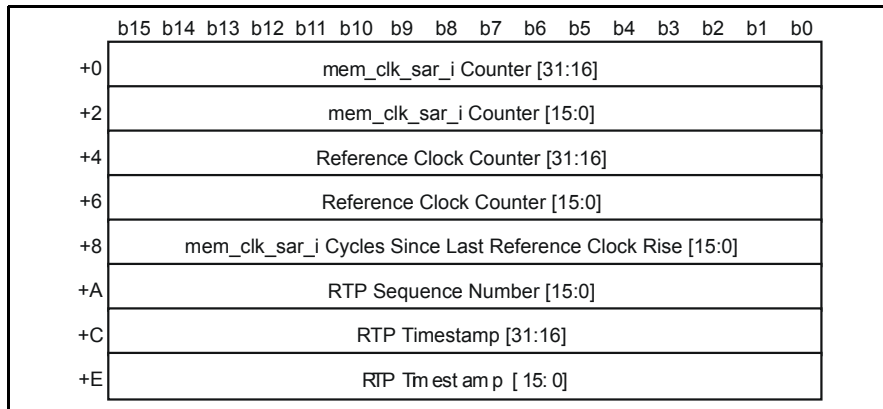 b15 b14 b13 b12 b11 b10 b9 b8 b7 b6 b5 b4 b3 b2 b1 b0
+0 mem_clk_sar_i Counter [31:16]
+2 mem_clk_sar_i Counter [15:0]
+4 Reference Clock Counter [31:16]
+6 Reference Clock Counter [15:0]
+8 mem_clk_sar_i Cycles Since Last Reference Clock Rise [15:0]
+A RTP Sequence Number [15:0]
+C RTP Timestamp [31:16]
+E RTP Tm est am p [ 15: 0]